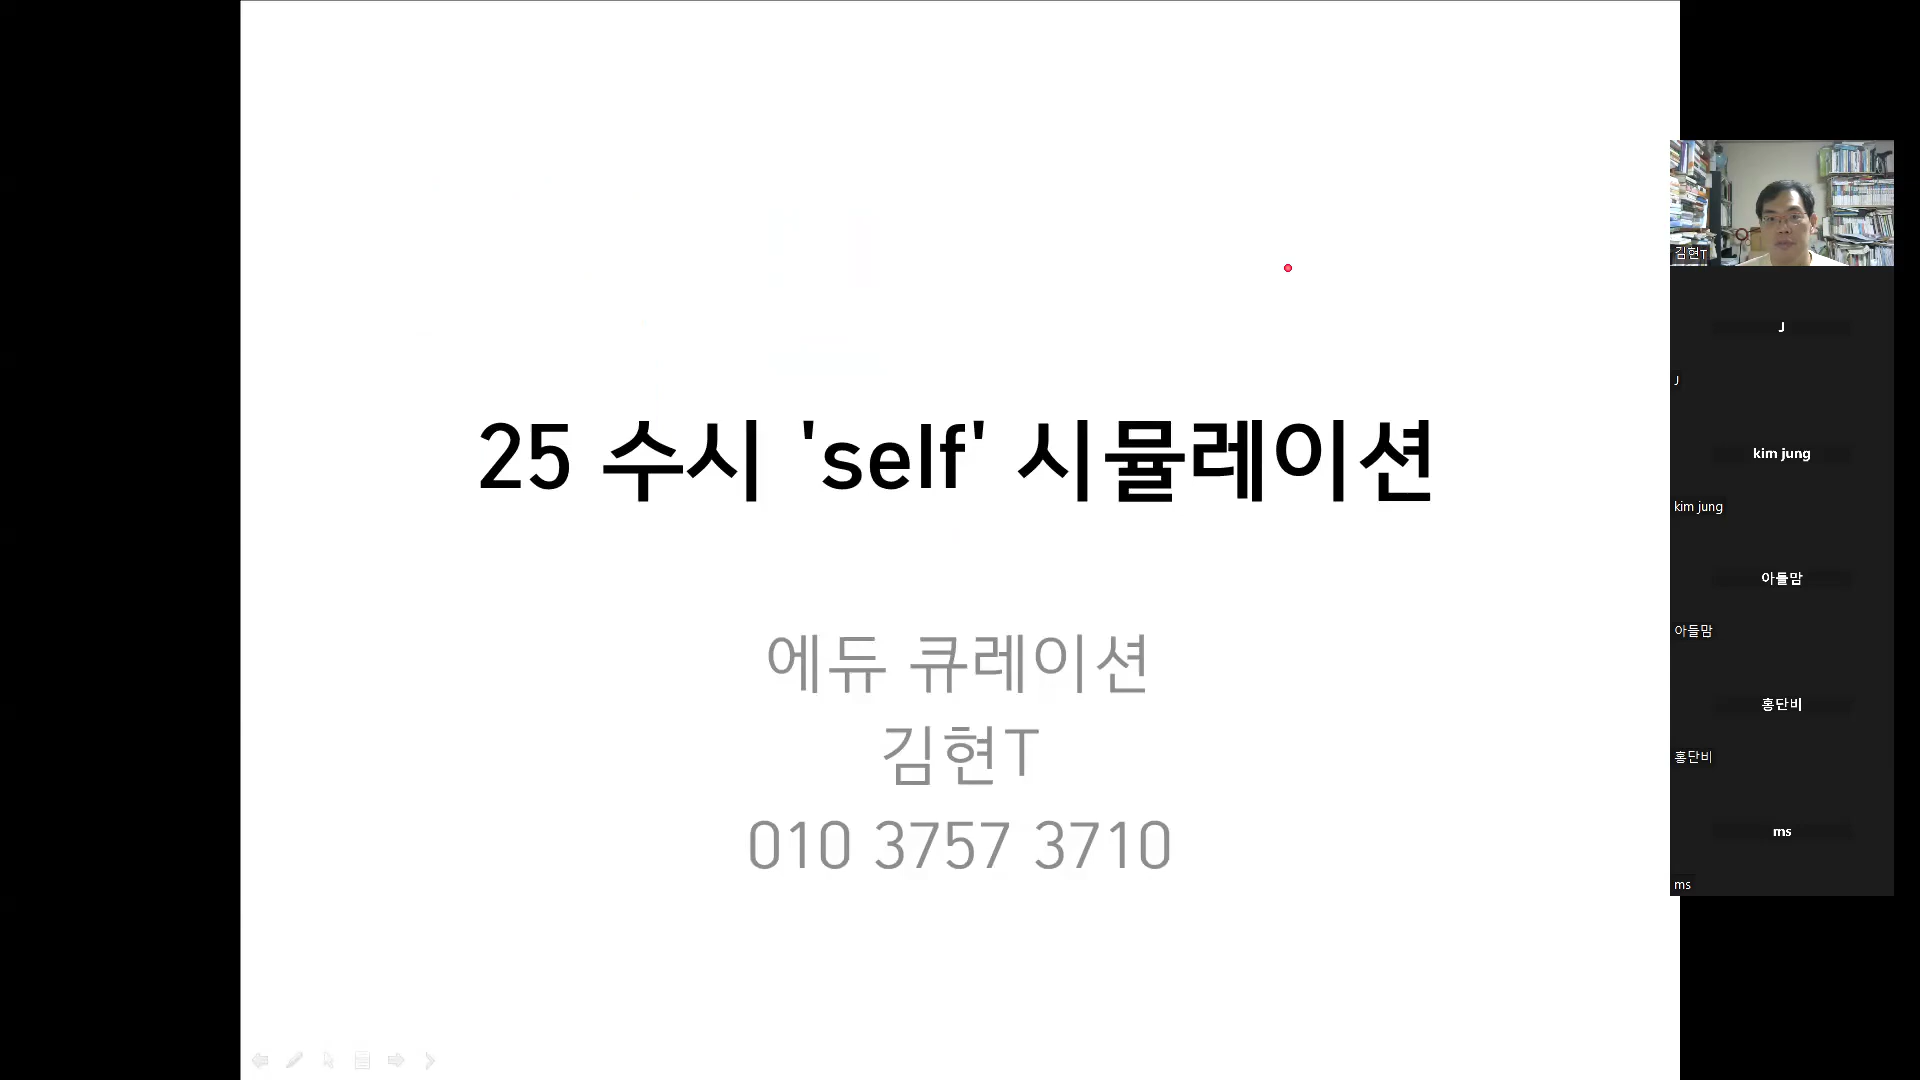 25 수시 'self' 시뮬레이션
에듀 큐레이션
김현T
010 3757 3710
김현T
J
J
kim jung
kim jung
아들맘
아들맘
홍단비
홍단비
ms
ms